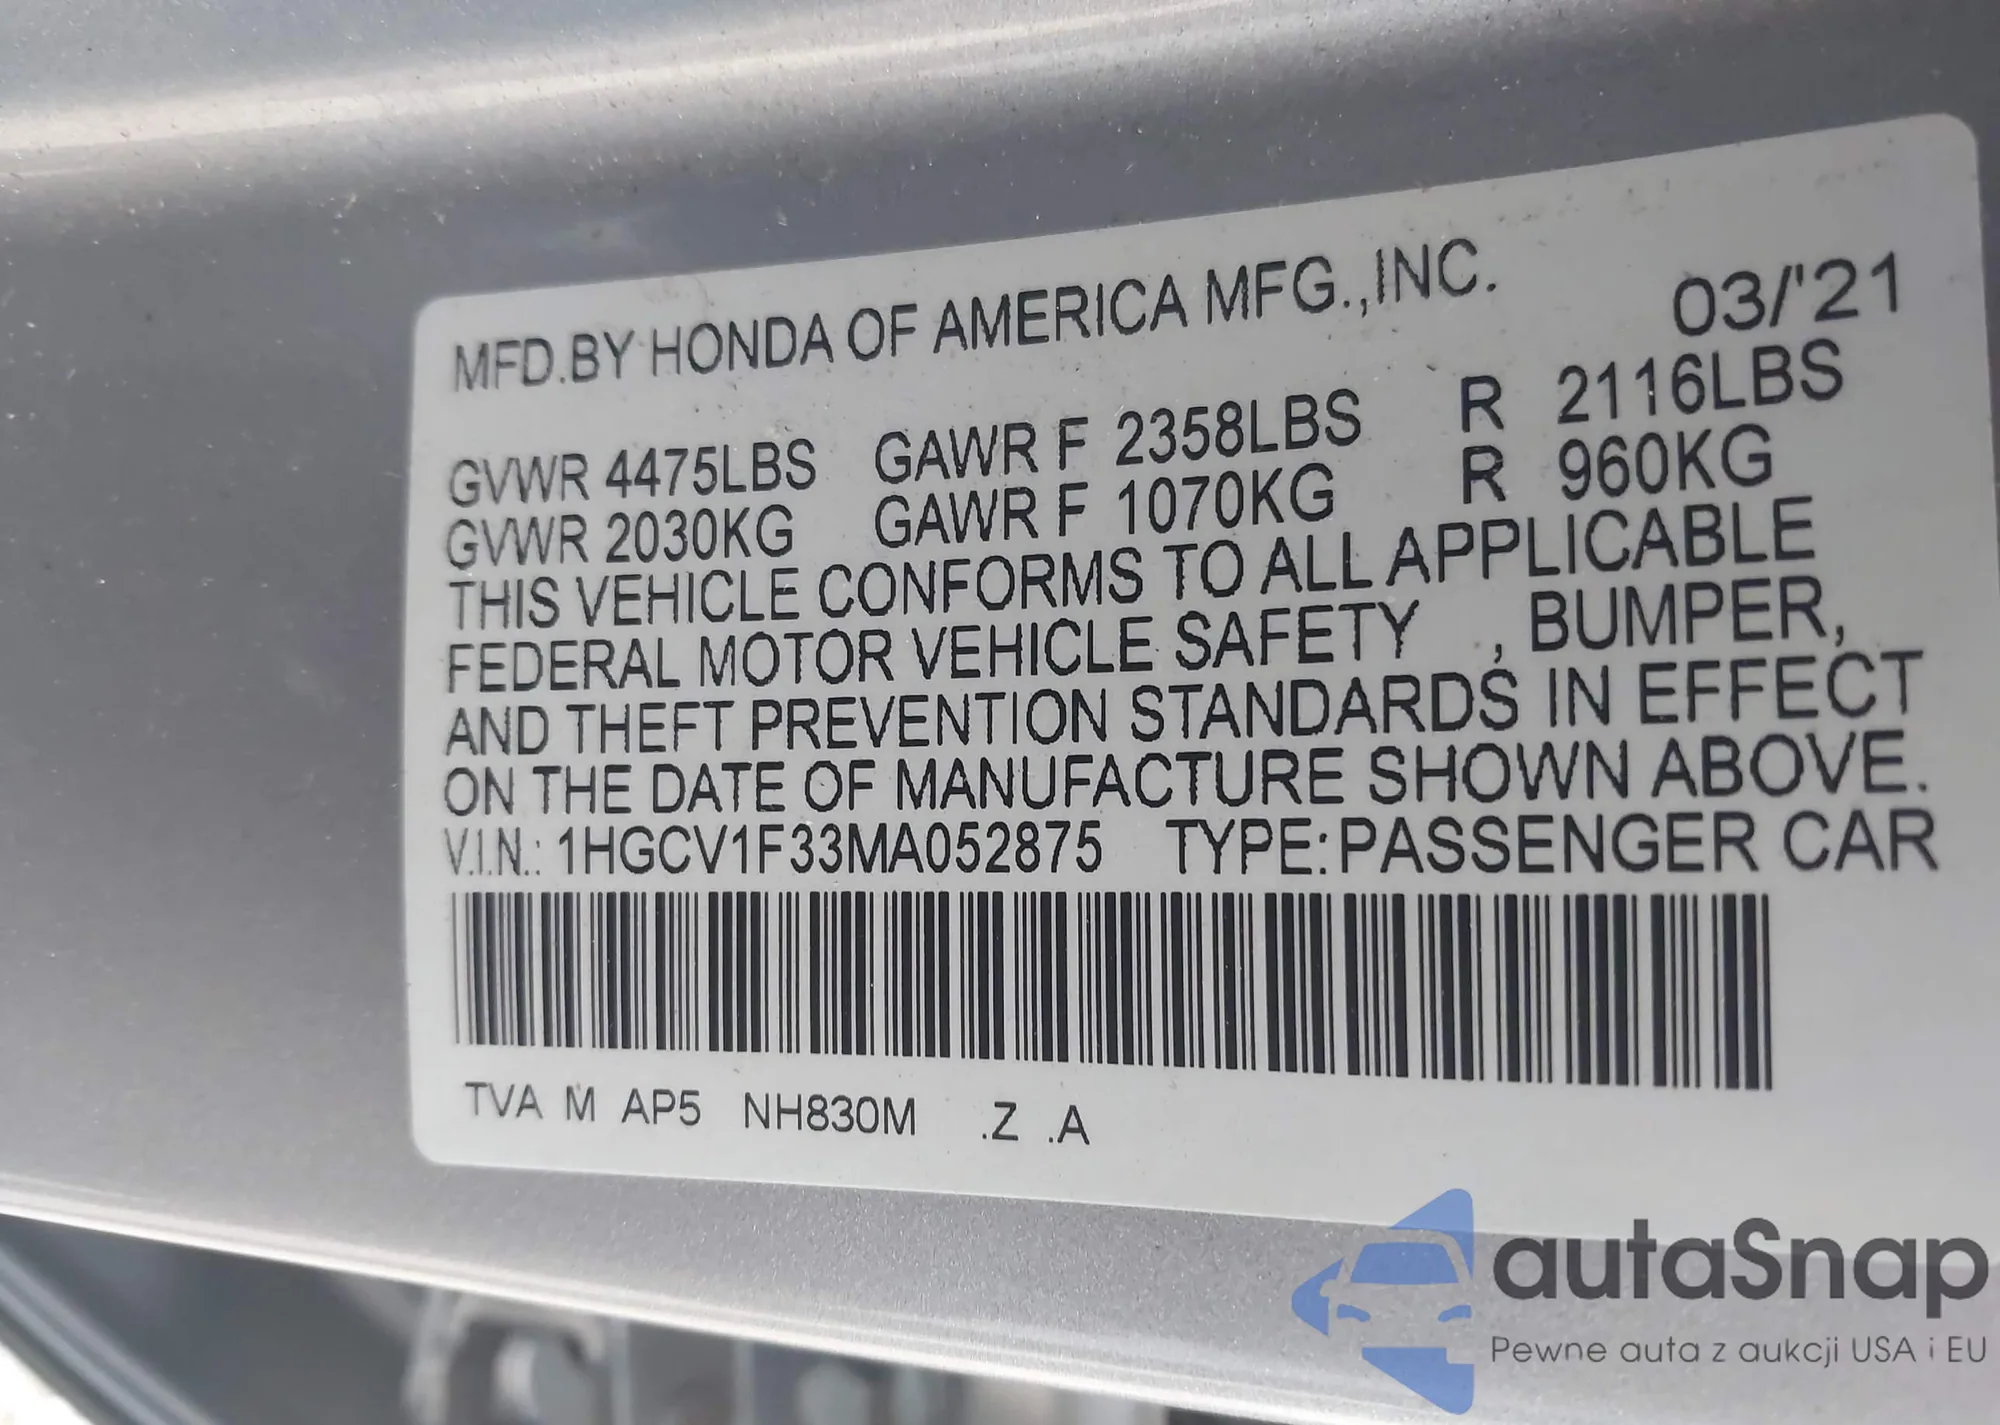 MFD.BY HONDA OF AMERICA MFG.,INC. 03/'21
GVWR 4475LBS GAWR F 2358LBS R 2116LBS
GVWR 2030KG GAWR F 1070KG R 960KG
THIS VEHICLE CONFORMS TO ALL APPLICABLE
FEDERAL MOTOR VEHICLE SAFETY , BUMPER,
AND THEFT PREVENTION STANDARDS IN EFFECT
ON THE DATE OF MANUFACTURE SHOWN ABOVE.
V.I.N.: 1HGCV1F33MA052875 TYPE:PASSENGER CAR
TVA M AP5 NH830M .Z .A
autaSnap
Pewne auta z aukcji USA i EU